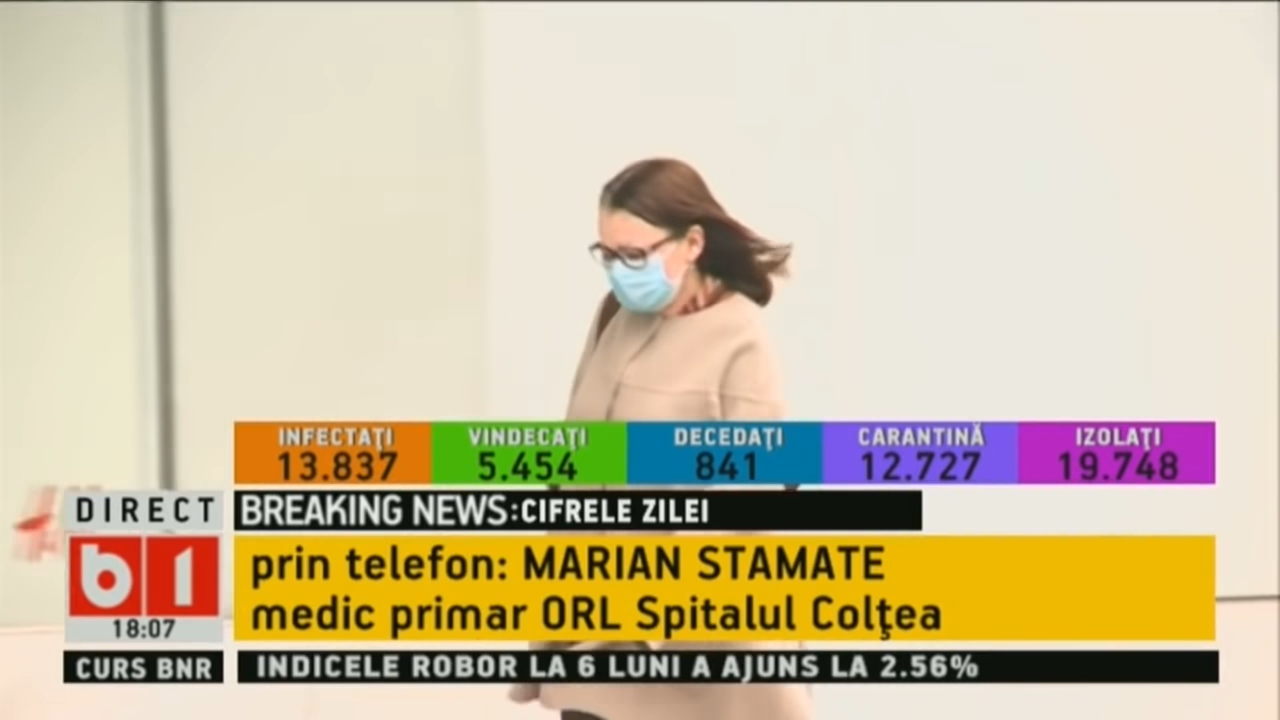 INFECTAŢI VINDECAŢI DECEDAŢI CARANTINĂ IZOLAŢI
13.837 5.454 841 12.727 19.748
DIRECT BREAKING NEWS:CIFRELE ZILEI
b1
prin telefon: MARIAN STAMATE
medic primar ORL Spitalul Colţea
18:07
CURS BNR INDICELE ROBOR LA 6 LUNI A AJUNS LA 2.56%